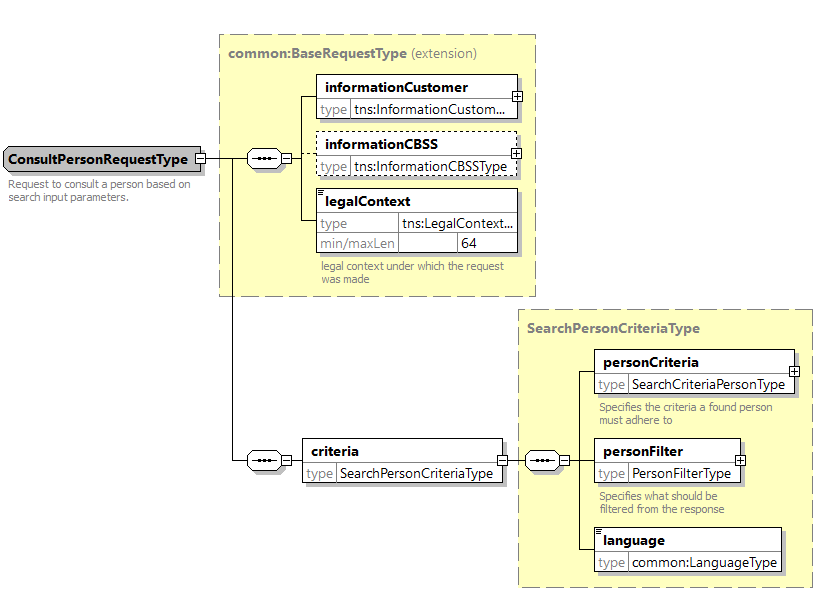 common:BaseRequestType (extension)
informationCustomer
type tns:InformationCustom...
informationCBSS
type tns:InformationCBSSType
ConsultPersonRequestType
Request to consult a person based on
search input parameters.
legalContext
type tns:LegalContext...
min/maxLen 64
legal context under which the request
was made
SearchPersonCriteriaType
personCriteria
type SearchCriteriaPersonType
Specifies the criteria a found person
must adhere to
criteria
type SearchPersonCriteriaType
personFilter
type PersonFilterType
Specifies what should be
filtered from the response
language
type common:LanguageType